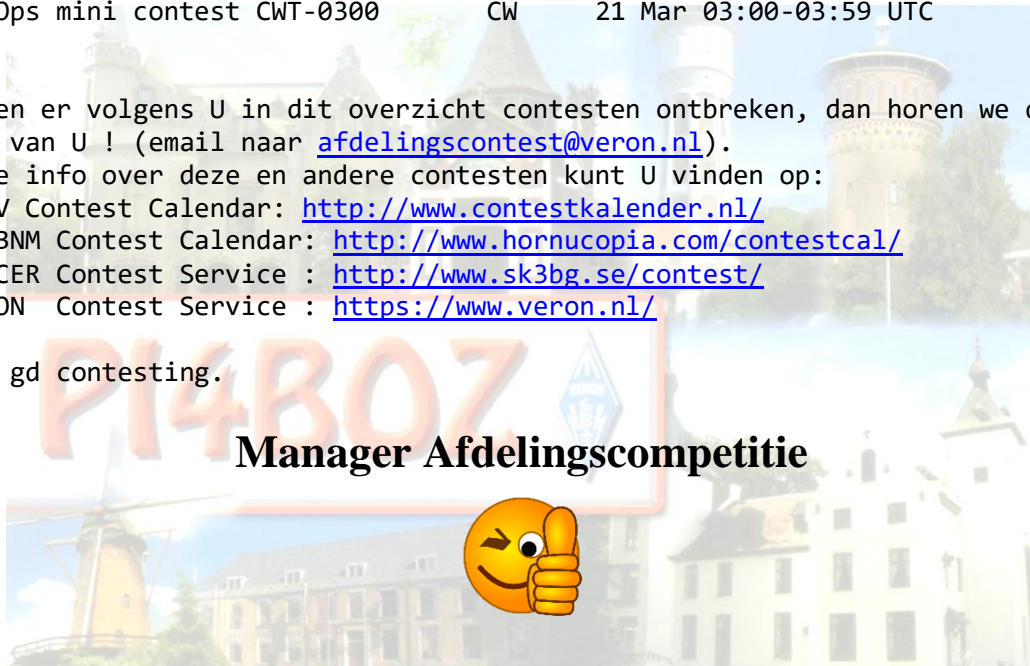 Ops mini contest CWT-0300 CW 21 Mar 03:00-03:59 UTC
en er volgens U in dit overzicht contesten ontbreken, dan horen we
van U ! (email naar afdelingscontest@veron.nl).
e info over deze en andere contesten kunt U vinden op:
V Contest Calendar: http://www.contestkalender.nl/
BNM Contest Calendar: http://www.hornucopia.com/contestcal/
CER Contest Service : http://www.sk3bg.se/contest/
ON Contest Service : https://www.veron.nl/
gd contesting.
PI4BOZ
Manager Afdelingscompetitie